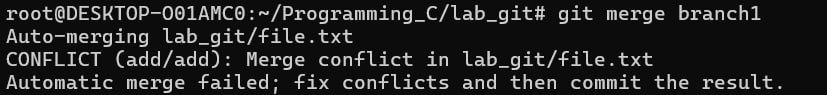 root@DESKTOP-O01AMC0:~/Programming_C/lab_git# git merge branch1
Auto-merging lab_git/file.txt
CONFLICT (add/add): Merge conflict in lab_git/file.txt
Automatic merge failed; fix conflicts and then commit the result.